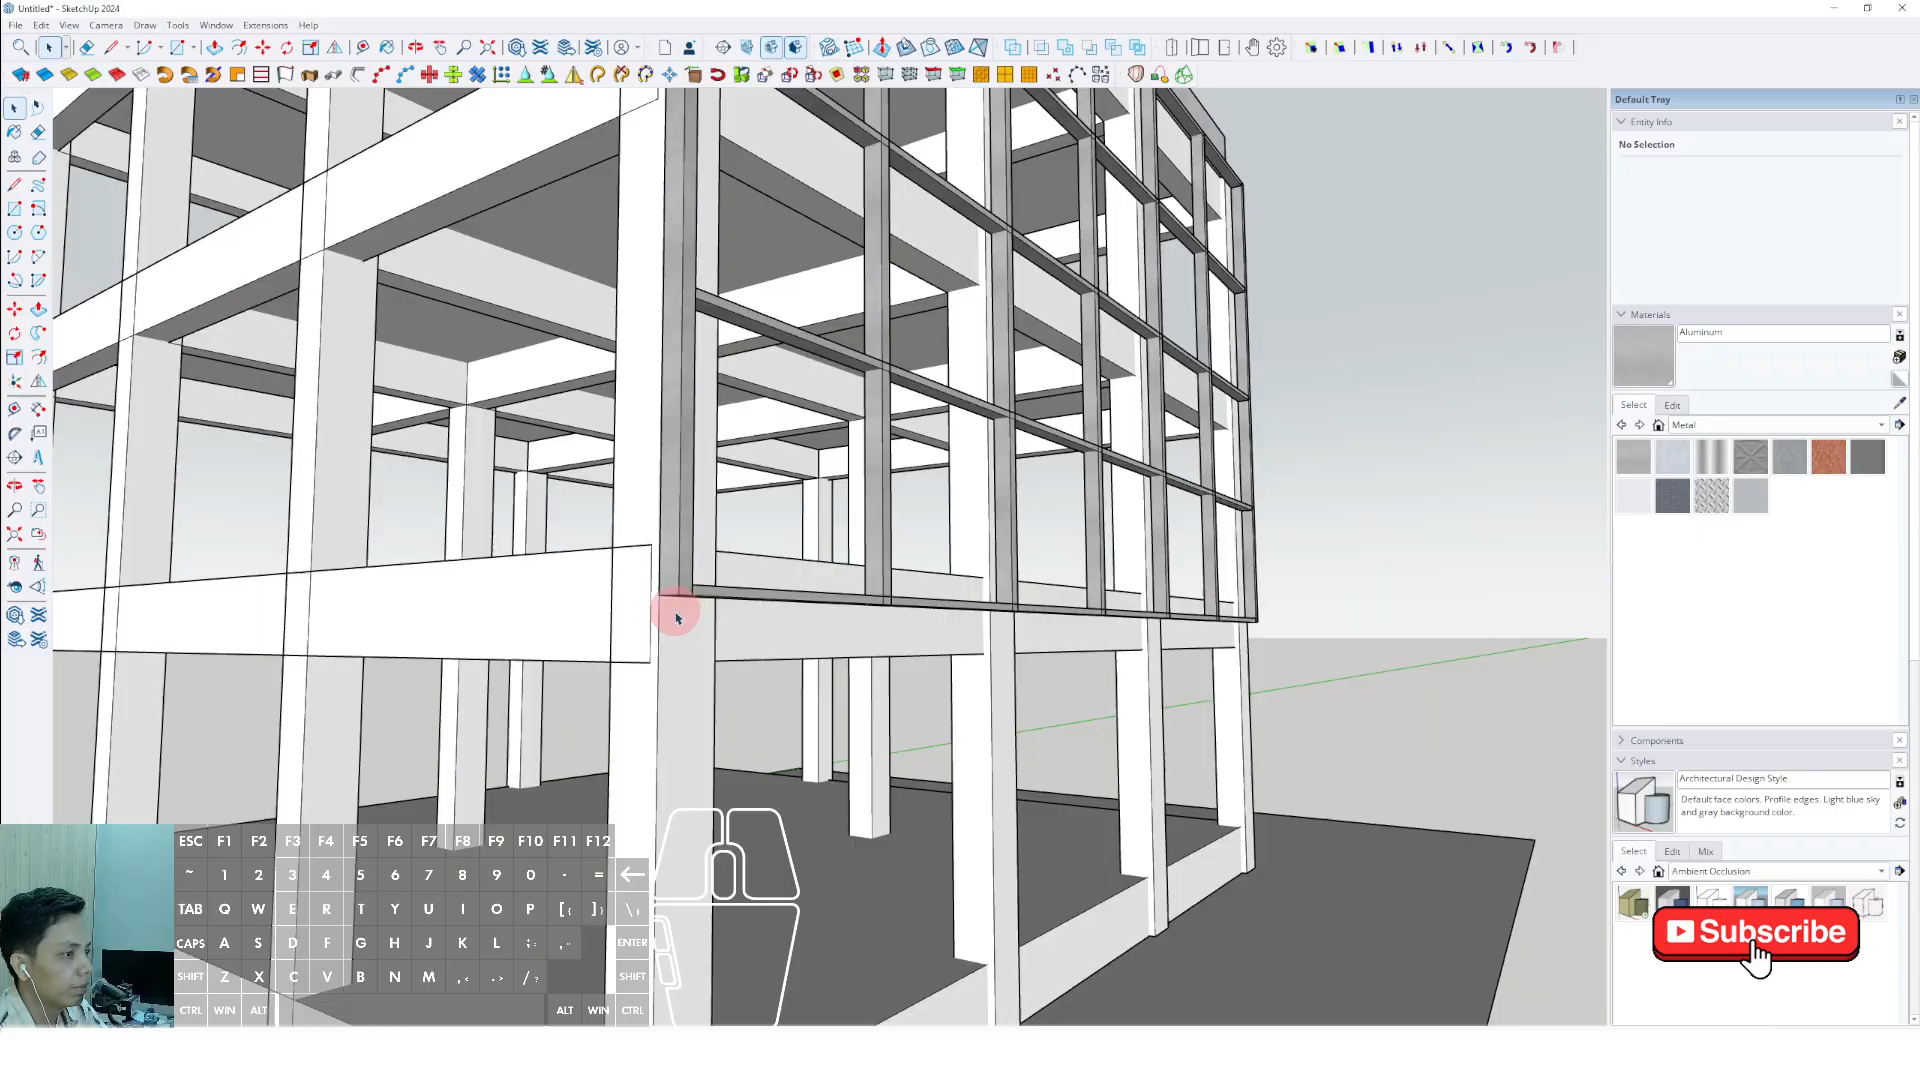 Untitled* - SketchUp 2024
File Edit View Camera Draw Tools Window Extensions Help
Default Tray
Entity Info
No Selection
Materials
Aluminum
Select Edit
Metal
Components
Styles
Architectural Design Style
Default face colors. Profile edges. Light blue sky
and gray background color.
Select Edit Mix
Ambient Occlusion
Subscribe
ESC F1 F2 F3 F4 F5 F6 F7 F8 F9 F10 F11 F12
~ 1 2 3 4 5 6 7 8 9 0 - =
TAB Q W E R T Y U I O P [{ ]} \
CAPS A S D F G H J K L ;: ENTER
SHIFT Z X C V B N M ,< .> /? SHIFT
CTRL WIN ALT ALT WIN CTRL